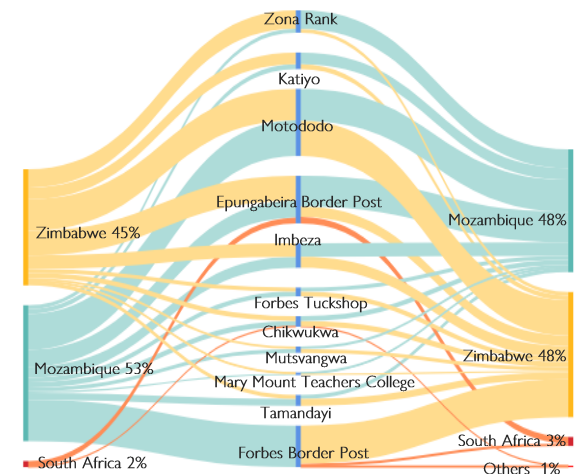 Zona Rank
Katiyo
Motododo
Epungabeira Border Post
Mozambique 48%
Zimbabwe 45%
Imbeza
Forbes Tuckshop
Chikwukwa
Mutsvangwa
Zimbabwe 48%
Mozambique 53%
Mary Mount Teachers College
Tamandayi
South Africa 3%
Forbes Border Post
South Africa 2%
Others 1%